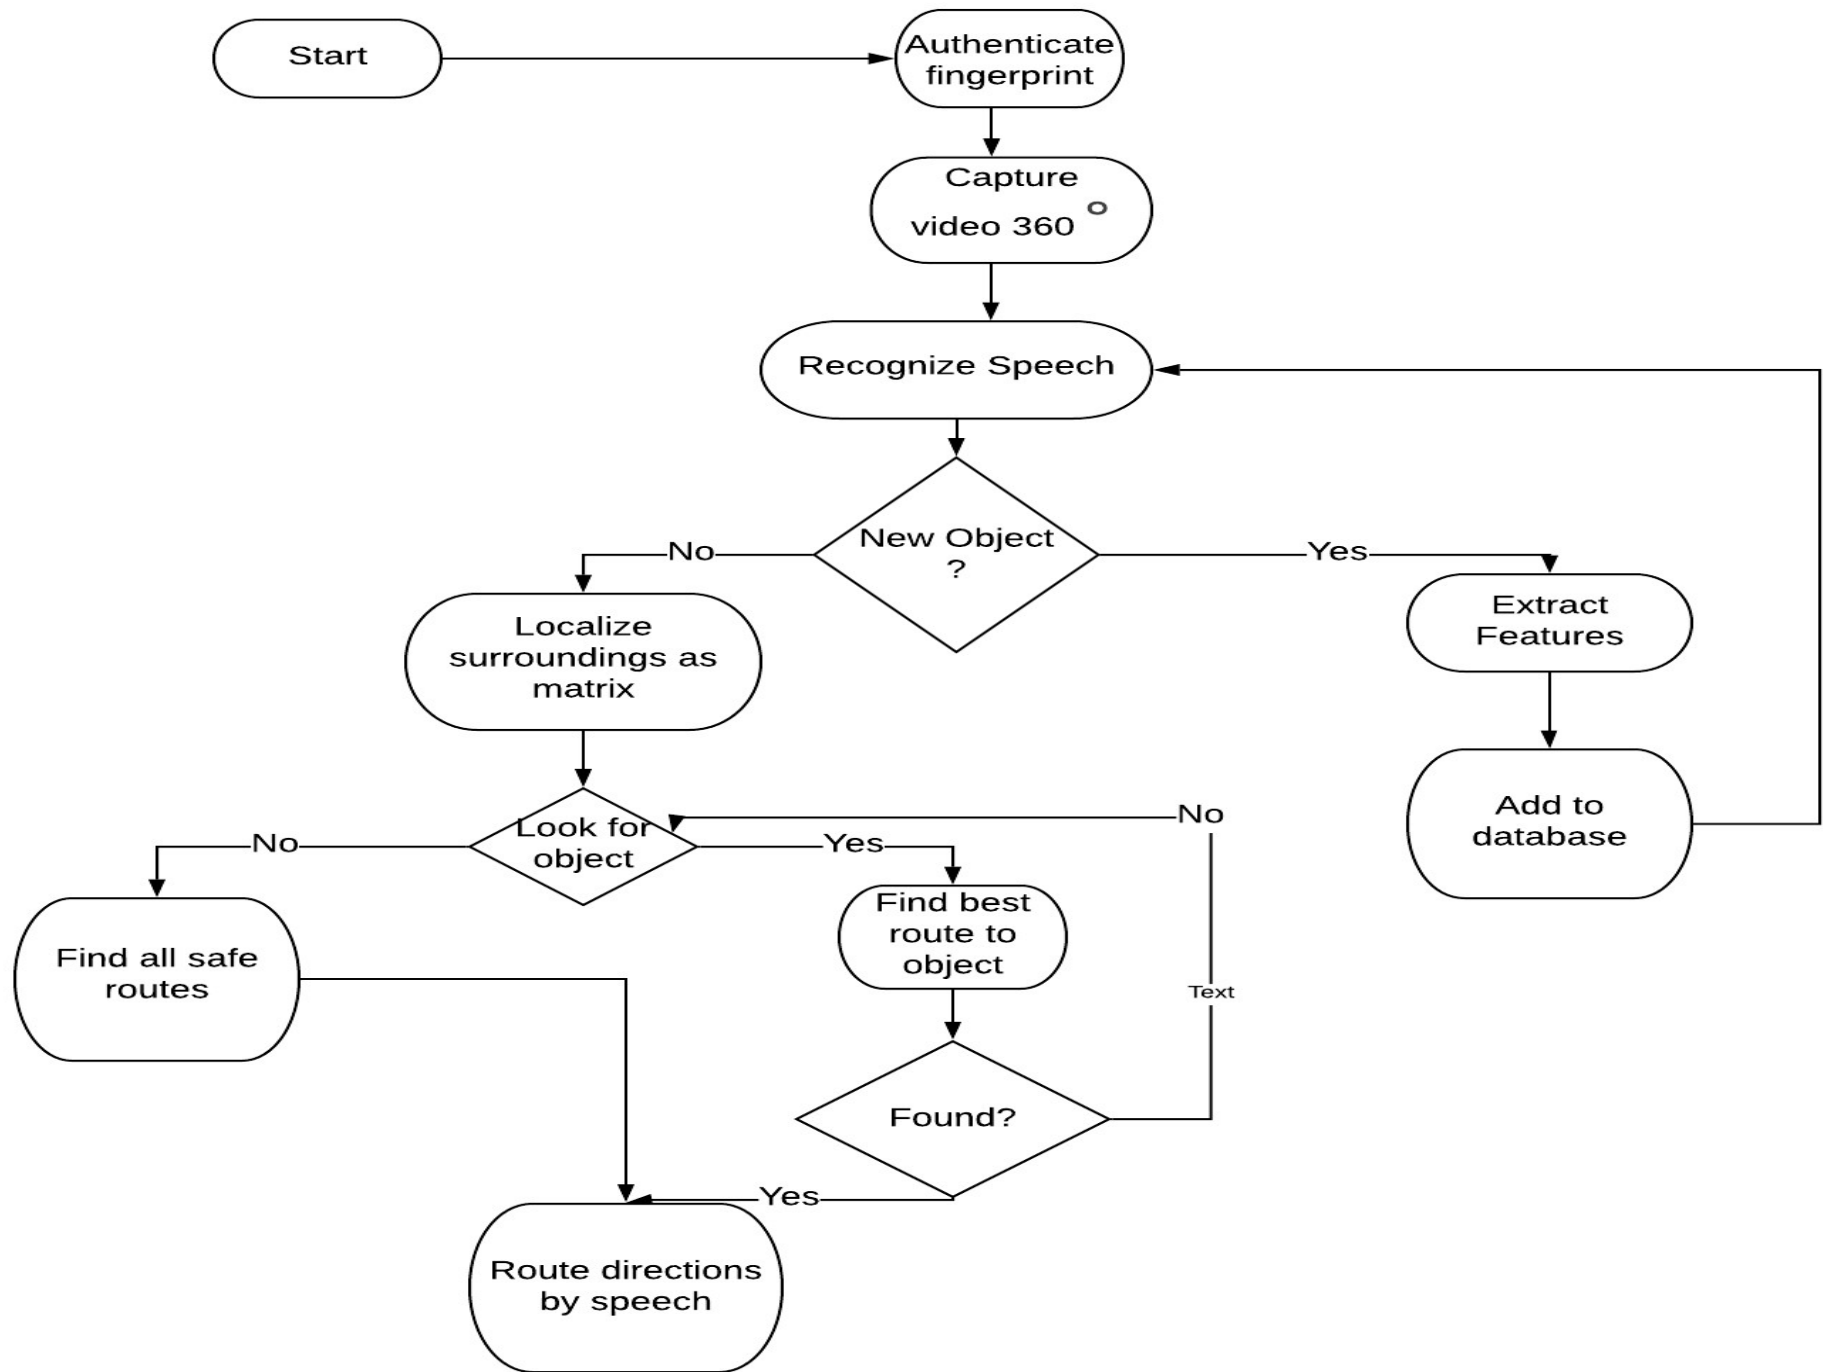 Start
Authenticate
fingerprint
Capture
video 360 °
Recognize Speech
New Object
?
No
Yes
Extract
Features
Localize
surroundings as
matrix
Add to
database
Look for
object
No
Yes
No
Find best
route to
object
Find all safe
routes
Text
Found?
Yes
Route directions
by speech